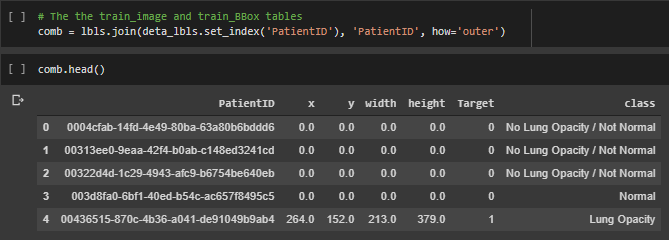 [ ] # The the train_image and train_BBox tables
comb = lbls.join(deta_lbls.set_index('PatientID'), 'PatientID', how='outer')
[ ] comb.head()
PatientID x y width height Target class
0 0004cfab-14fd-4e49-80ba-63a80b6bddd6 0.0 0.0 0.0 0.0 0 No Lung Opacity / Not Normal
1 00313ee0-9eaa-42f4-b0ab-c148ed3241cd 0.0 0.0 0.0 0.0 0 No Lung Opacity / Not Normal
2 00322d4d-1c29-4943-afc9-b6754be640eb 0.0 0.0 0.0 0.0 0 No Lung Opacity / Not Normal
3 003d8fa0-6bf1-40ed-b54c-ac657f8495c5 0.0 0.0 0.0 0.0 0 Normal
4 00436515-870c-4b36-a041-de91049b9ab4 264.0 152.0 213.0 379.0 1 Lung Opacity